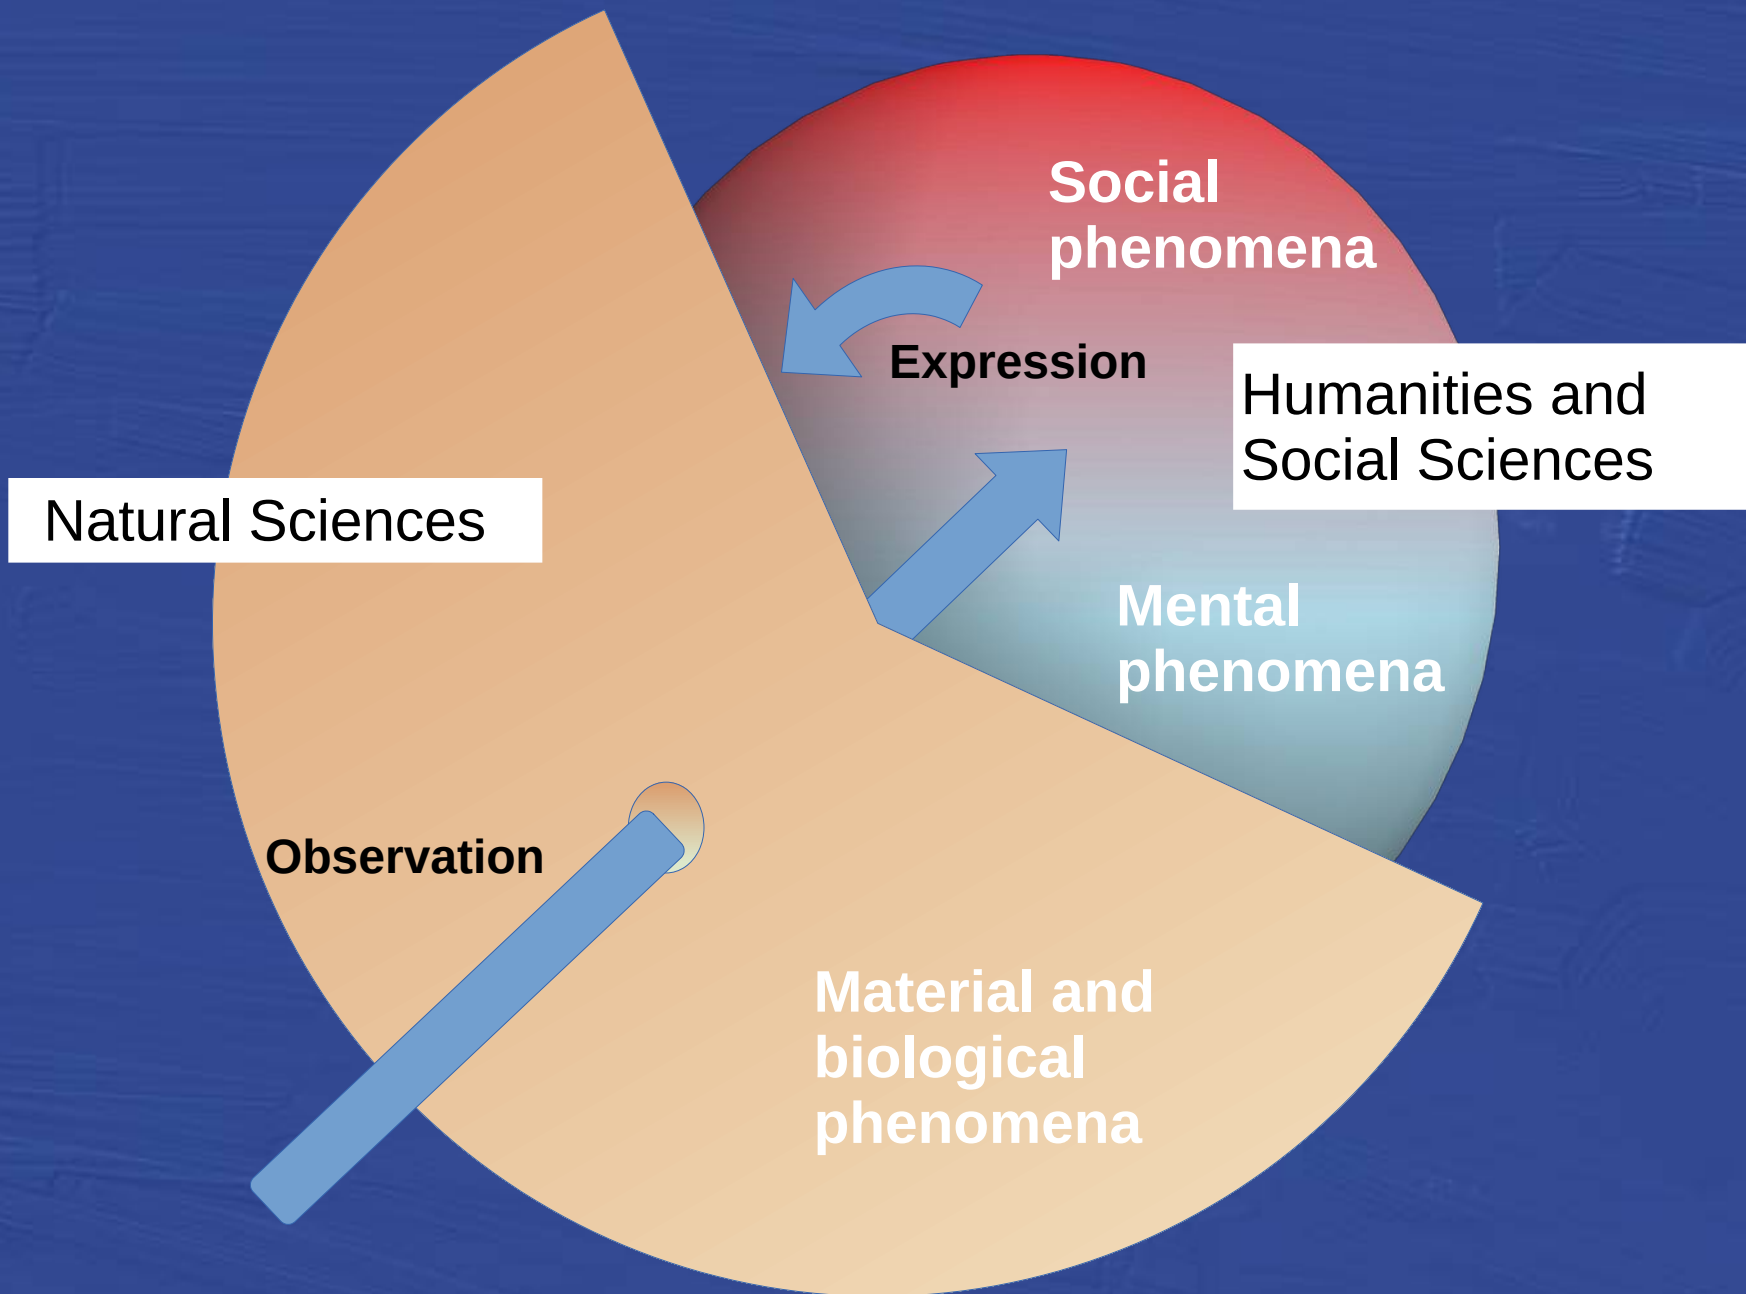 Social
phenomena
Expression
Humanities and
Social Sciences
Natural Sciences
Mental
phenomena
Observation
Material and
biological
phenomena